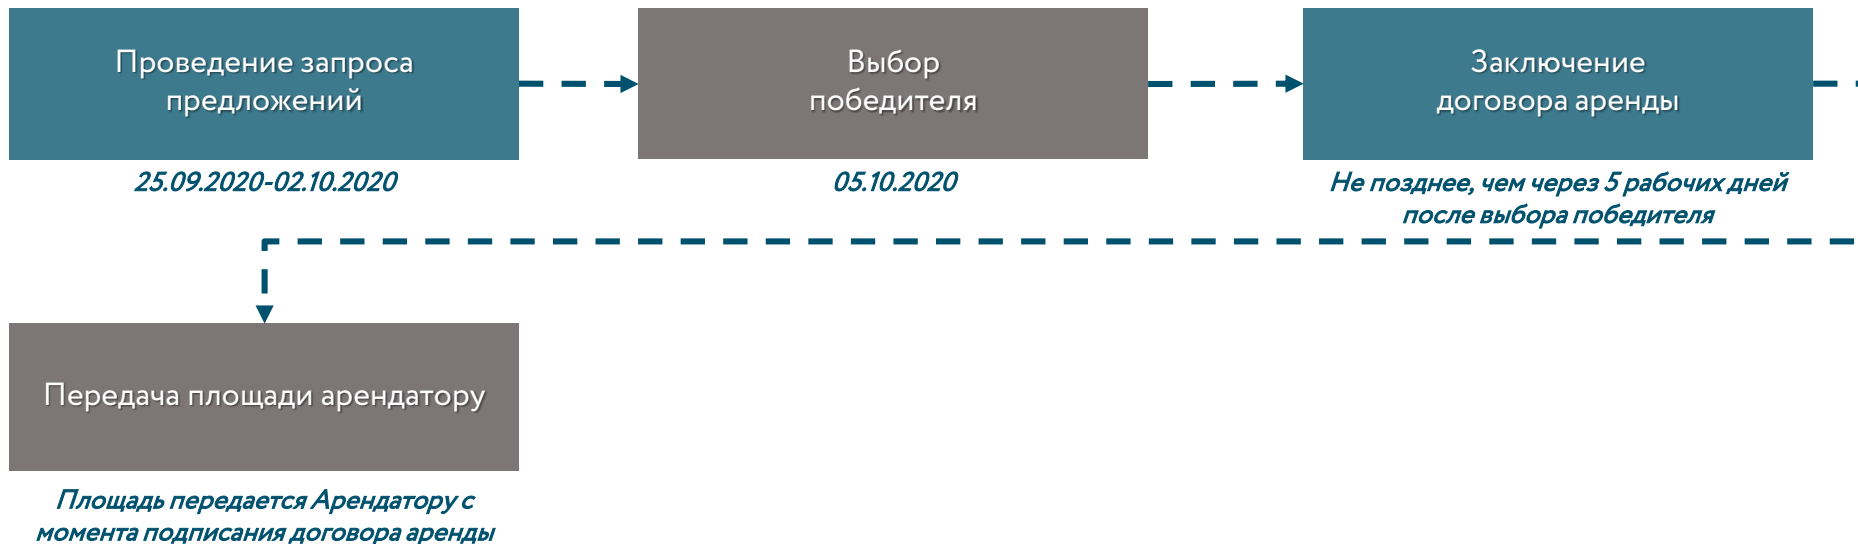 Проведение запроса
предложений
25.09.2020-02.10.2020
Выбор
победителя
05.10.2020
Заключение
договора аренды
Не позднее, чем через 5 рабочих дней
после выбора победителя
Передача площади арендатору
Площадь передается Арендатору с
момента подписания договора аренды